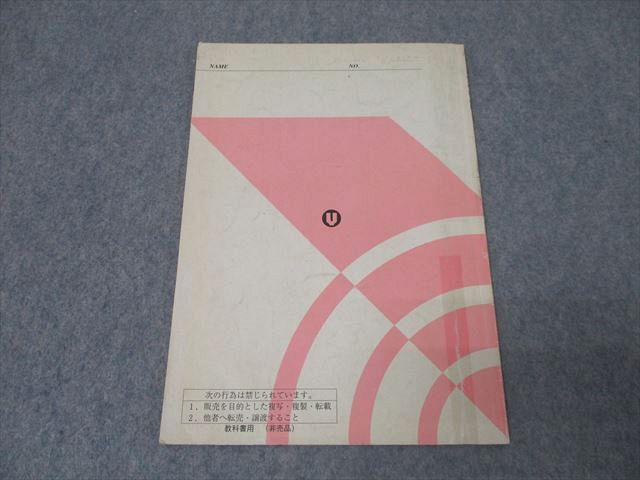 NAME NO.
U
次の行為は禁じられています。
1．販売を目的とした複写・複製・転載
2．他者へ転売・譲渡すること
教科書用 （非売品）